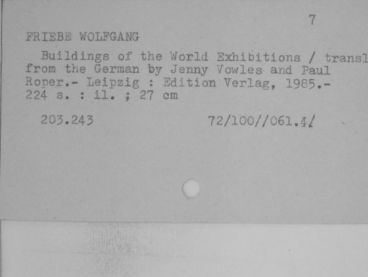 7
FRIEBE WOLFGANG
Buildings of the World Exhibitions / transl
from the German by Jenny Vowles and Paul
Roper.- Leipzig : Edition Verlag, 1985.-
224 s. : il. ; 27 cm
203.243 72/100//061.4/